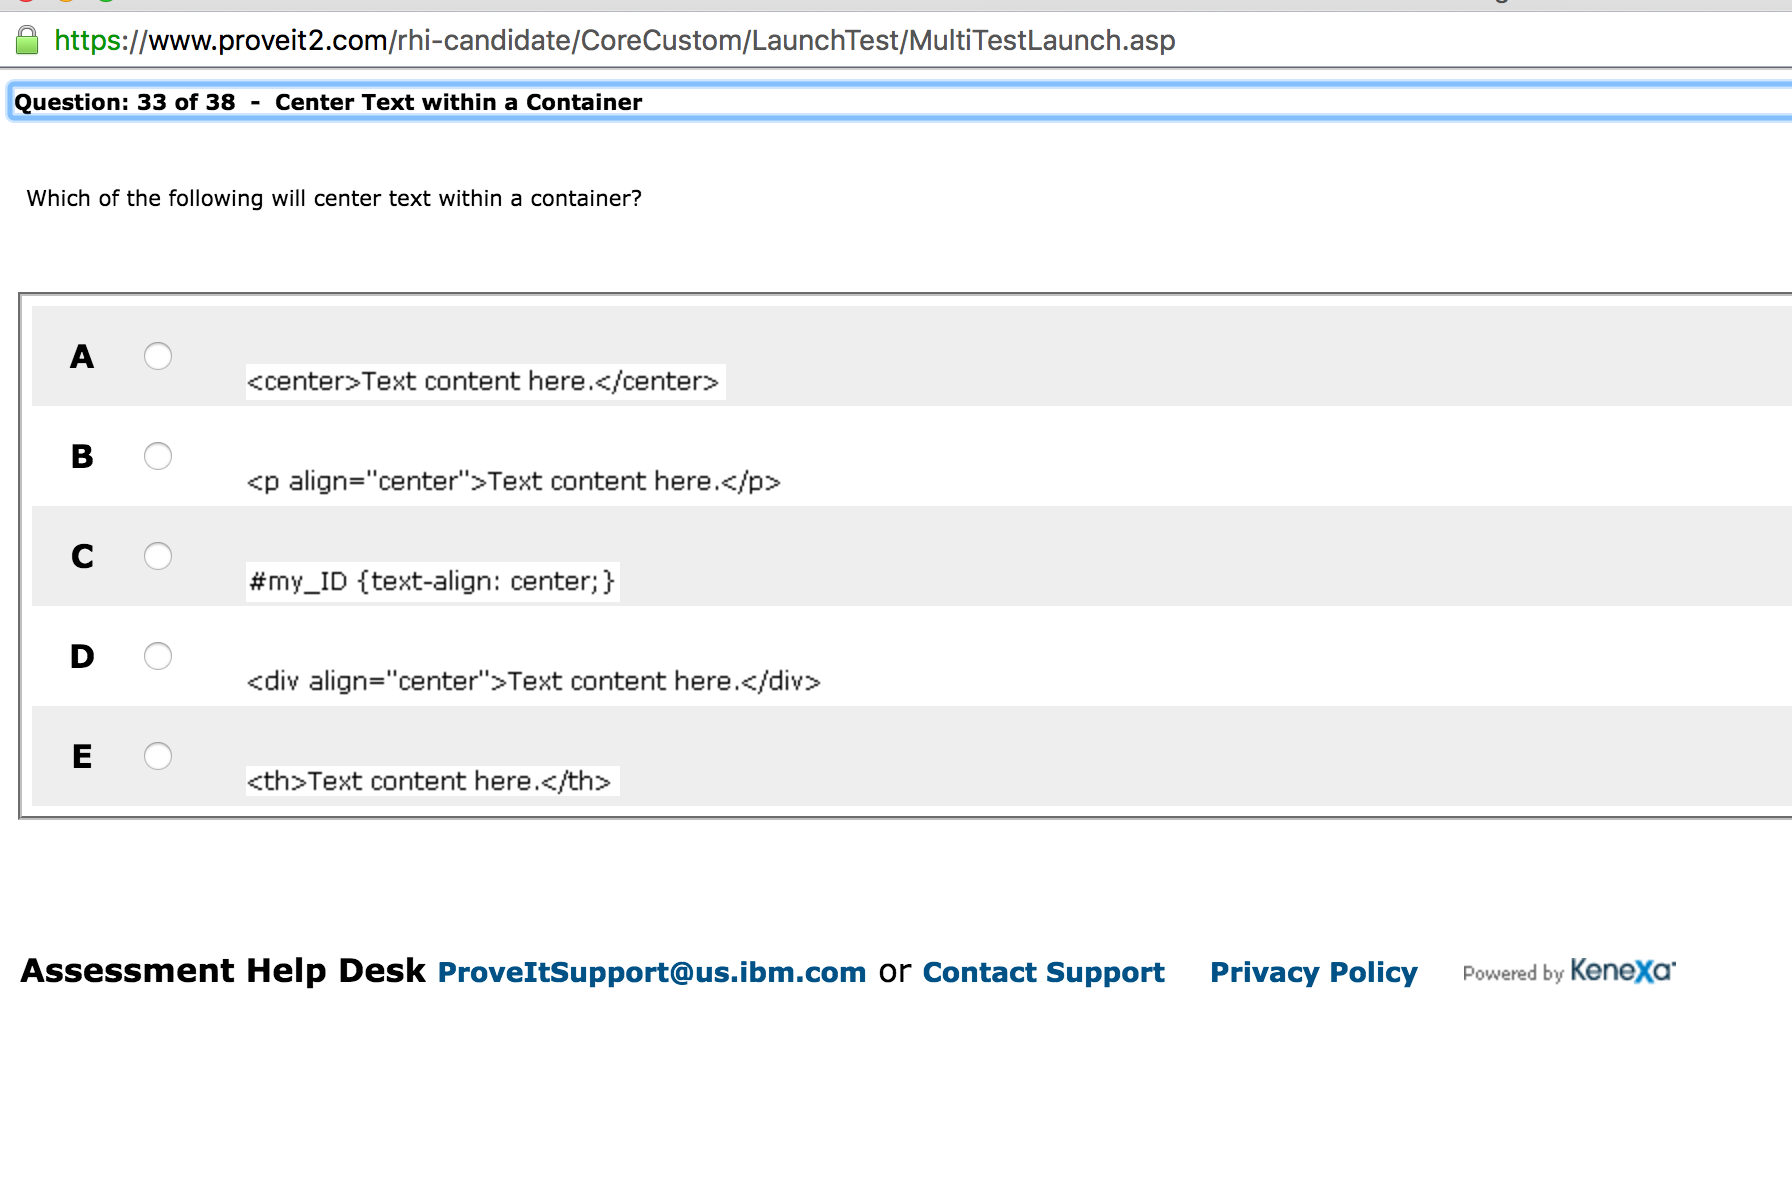 https://www.proveit2.com/rhi-candidate/CoreCustom/LaunchTest/MultiTestLaunch.asp
Question: 33 of 38 - Center Text within a Container
Which of the following will center text within a container?
A <center>Text content here.</center>
B <p align="center">Text content here.</p>
C #my_ID {text-align: center;}
D <div align="center">Text content here.</div>
E <th>Text content here.</th>
Assessment Help Desk ProveItSupport@us.ibm.com or Contact Support Privacy Policy Powered by Kenexa